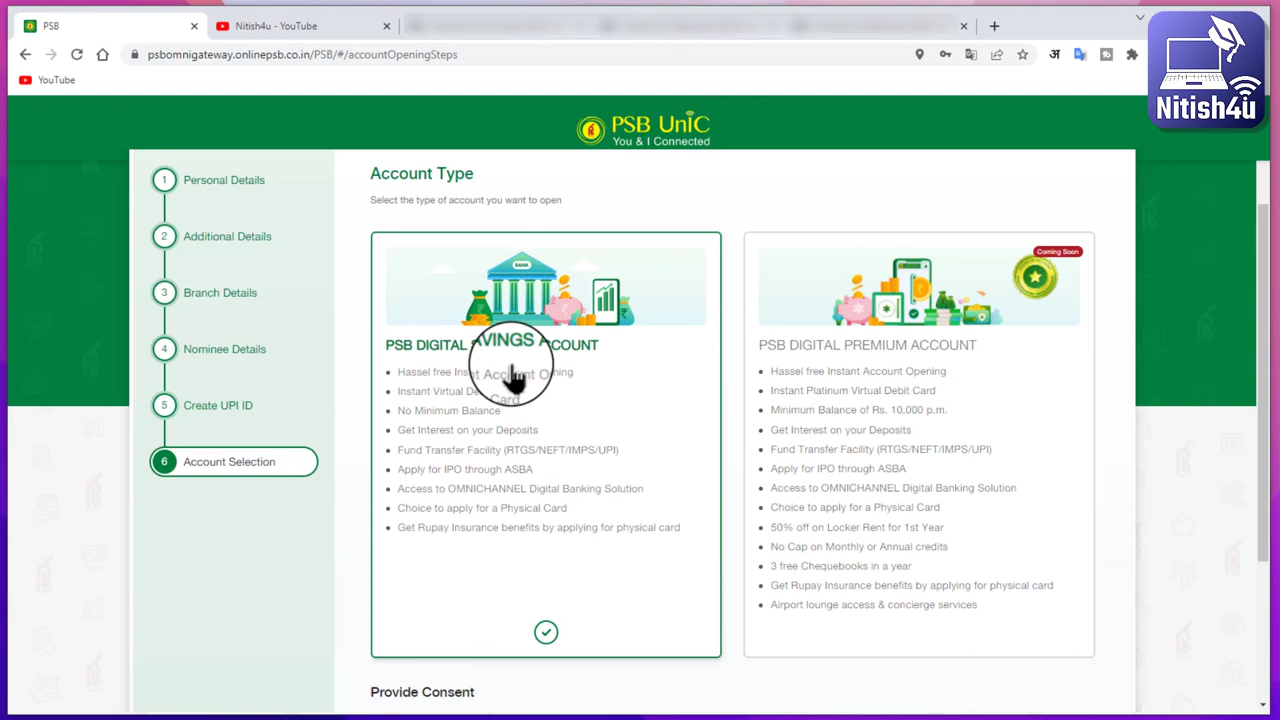 PSB
Nitish4u - YouTube
psbomnigateway.onlinepsb.co.in/PSB/#/accountOpeningSteps
अ
YouTube
Nitish4u
PSB UnIC
You & I Connected
1 Personal Details
2 Additional Details
3 Branch Details
4 Nominee Details
5 Create UPI ID
6 Account Selection
Account Type
Select the type of account you want to open
BANK
PSB DIGITAL SAVINGS ACCOUNT
Hassel free Instant Account Opening
Instant Virtual Debit Card
No Minimum Balance
Get Interest on your Deposits
Fund Transfer Facility (RTGS/NEFT/IMPS/UPI)
Apply for IPO through ASBA
Access to OMNICHANNEL Digital Banking Solution
Choice to apply for a Physical Card
Get Rupay Insurance benefits by applying for physical card
Coming Soon
PSB DIGITAL PREMIUM ACCOUNT
Hassel free Instant Account Opening
Instant Platinum Virtual Debit Card
Minimum Balance of Rs. 10,000 p.m.
Get Interest on your Deposits
Fund Transfer Facility (RTGS/NEFT/IMPS/UPI)
Apply for IPO through ASBA
Access to OMNICHANNEL Digital Banking Solution
Choice to apply for a Physical Card
50% off on Locker Rent for 1st Year
No Cap on Monthly or Annual credits
3 free Chequebooks in a year
Get Rupay Insurance benefits by applying for physical card
Airport lounge access & concierge services
Provide Consent